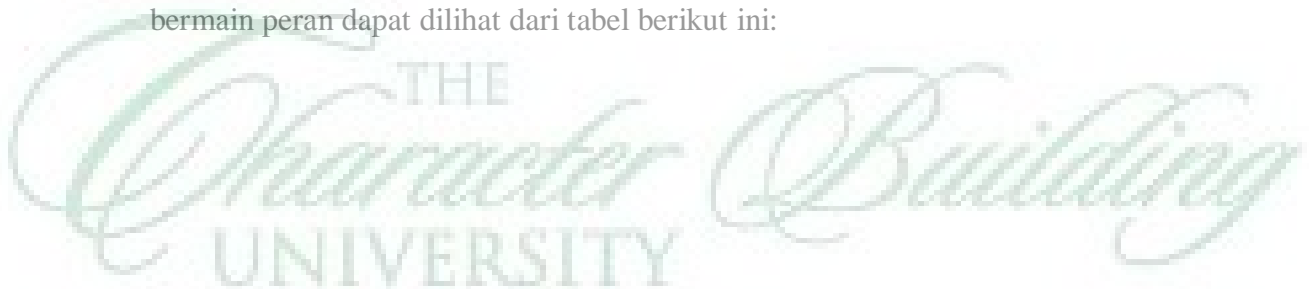 bermain peran dapat dilihat dari tabel berikut ini:
THE
Character Building
UNIVERSITY